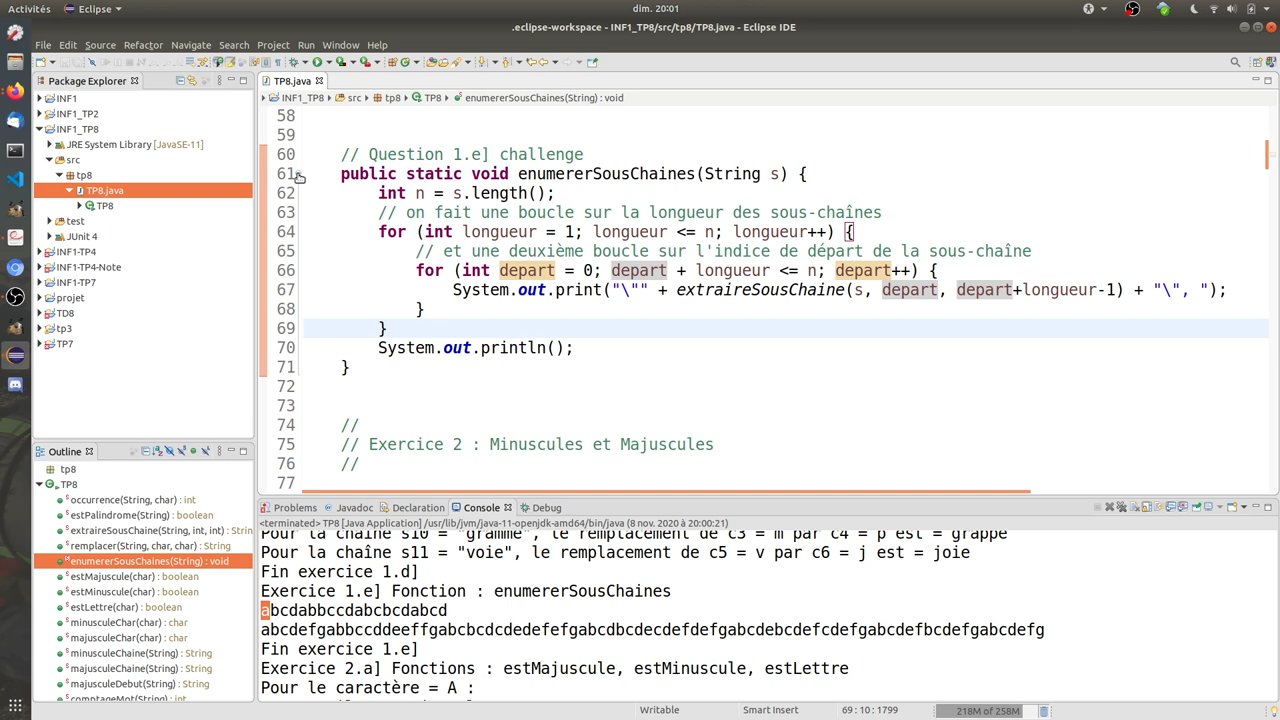 Activités
Eclipse
dim. 20:01
.eclipse-workspace - INF1_TP8/src/tp8/TP8.java - Eclipse IDE
File Edit Source Refactor Navigate Search Project Run Window Help
Package Explorer
INF1
INF1_TP2
INF1_TP8
JRE System Library [JavaSE-11]
src
tp8
TP8.java
TP8
test
JUnit 4
INF1-TP4
INF1-TP4-Note
INF1-TP7
projet
TD8
tp3
TP7
TP8.java
INF1_TP8 src tp8 TP8 enumererSousChaines(String) : void
58
59
60 // Question 1.e] challenge
61 public static void enumererSousChaines(String s) {
62 int n = s.length();
63 // on fait une boucle sur la longueur des sous-chaînes
64 for (int longueur = 1; longueur <= n; longueur++) {
65 // et une deuxième boucle sur l'indice de départ de la sous-chaîne
66 for (int depart = 0; depart + longueur <= n; depart++) {
67 System.out.print("\"" + extraireSousChaine(s, depart, depart+longueur-1) + "\", ");
68 }
69 }
70 System.out.println();
71 }
72
73
74 //
75 // Exercice 2 : Minuscules et Majuscules
76 //
77
Outline
tp8
TP8
occurrence(String, char) : int
estPalindrome(String) : boolean
extraireSousChaine(String, int, int) : Strin
remplacer(String, char, char) : String
enumererSousChaines(String) : void
estMajuscule(char) : boolean
estMinuscule(char) : boolean
estLettre(char) : boolean
minusculeChar(char) : char
majusculeChar(char) : char
minusculeChaine(String) : String
majusculeChaine(String) : String
majusculeDebut(String) : String
comptageMot(String) : int
Problems Javadoc Declaration Console Debug
<terminated> TP8 [Java Application] /usr/lib/jvm/java-11-openjdk-amd64/bin/java (8 nov. 2020 à 20:00:21)
Pour la chaîne s10 = "gramme", le remplacement de c3 = m par c4 = p est = grappe
Pour la chaîne s11 = "voie", le remplacement de c5 = v par c6 = j est = joie
Fin exercice 1.d]
Exercice 1.e] Fonction : enumererSousChaines
abcdabbccdabcbcdabcd
abcdefgabbccddeeffgabcbcdcdedefefgabcdbcdecdefdefgabcdebcdefcdefgabcdefbcdefgabcdefg
Fin exercice 1.e]
Exercice 2.a] Fonctions : estMajuscule, estMinuscule, estLettre
Pour le caractère = A :
Writable
Smart Insert
69 : 10 : 1799
218M of 258M